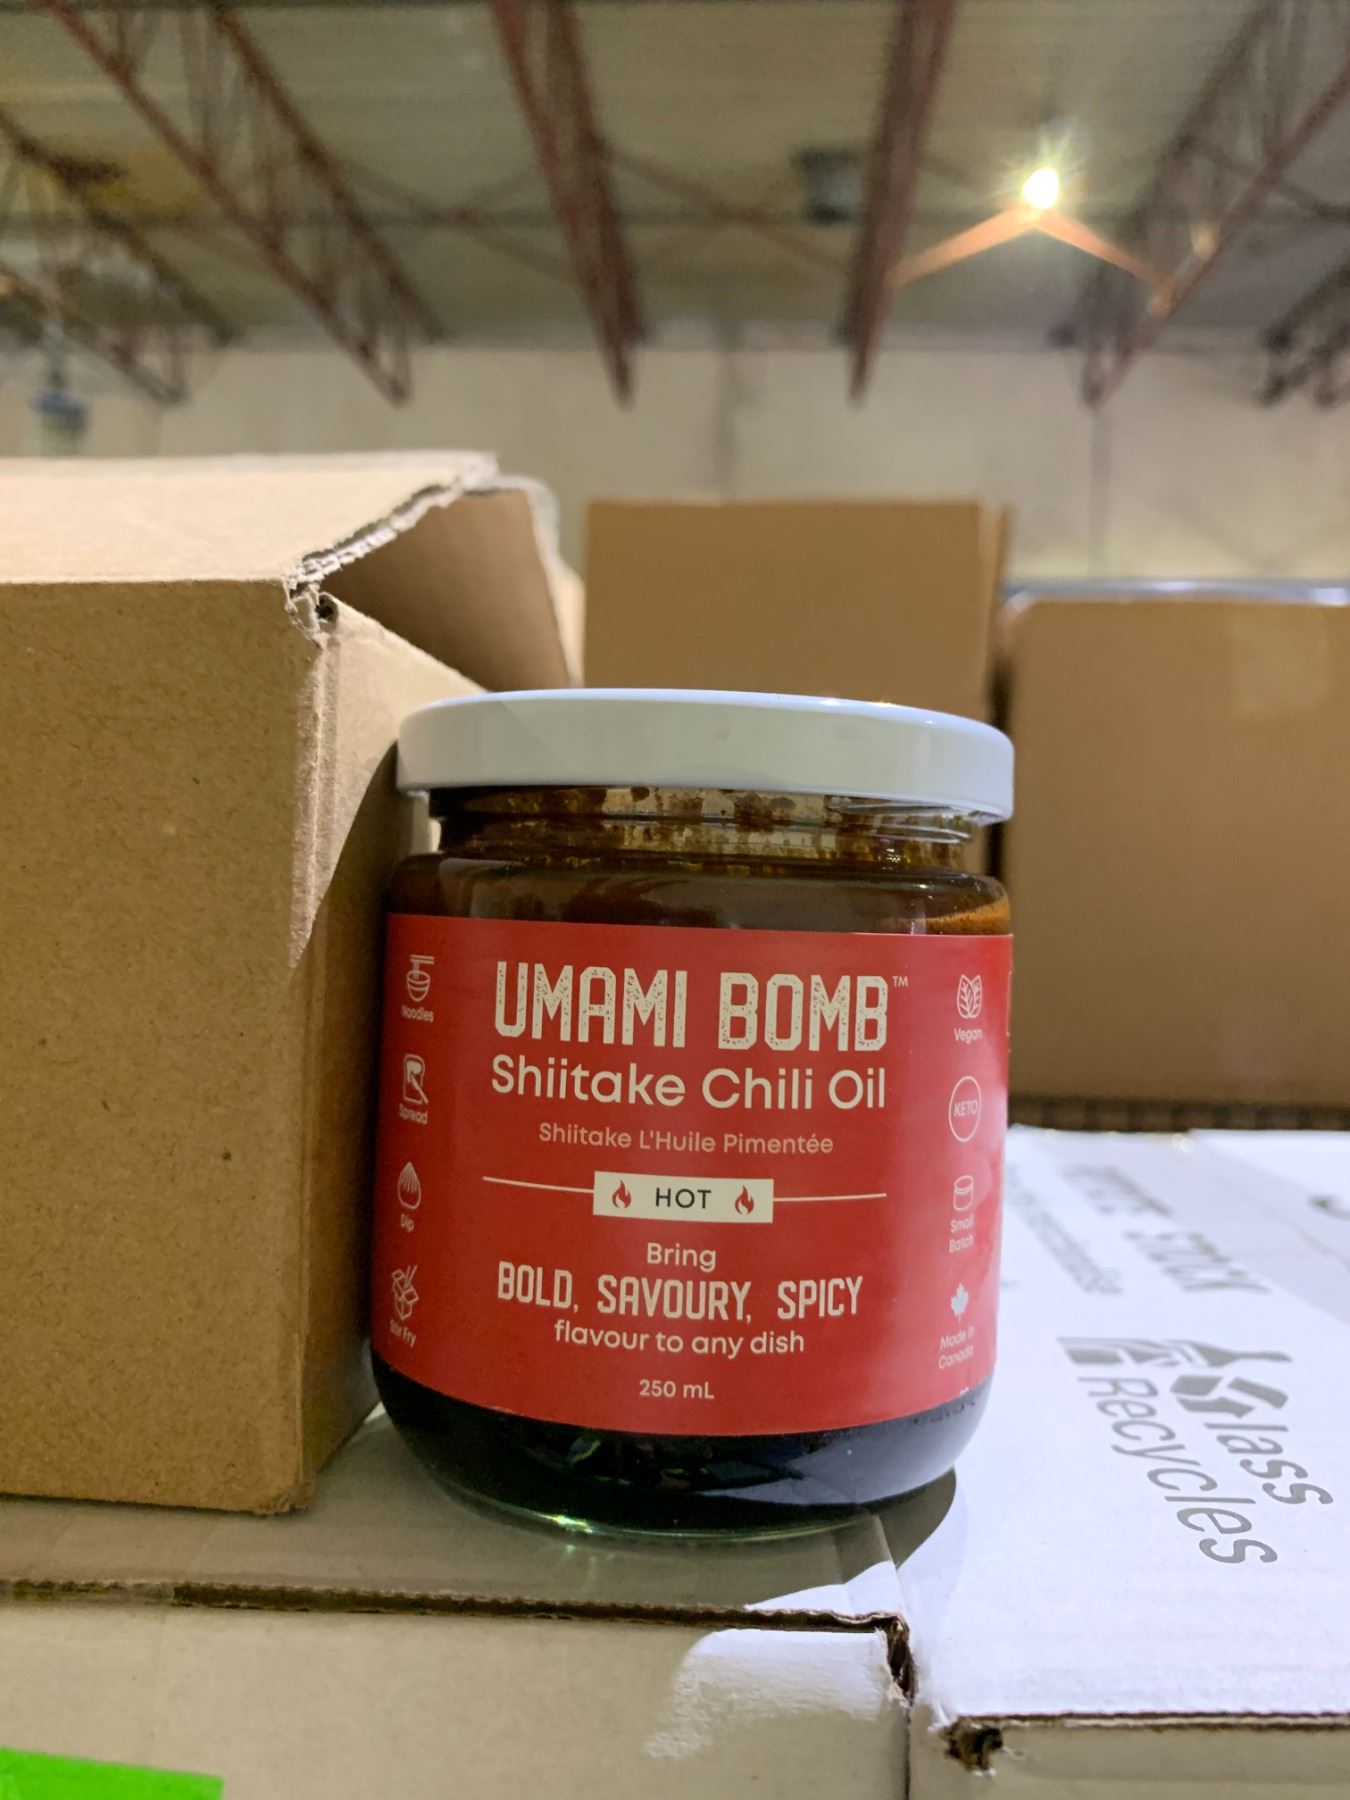 UMAMI BOMB™
Shiitake Chili Oil
Shiitake L'Huile Pimentée
HOT
Bring
BOLD, SAVOURY, SPICY
flavour to any dish
250 mL
Noodles
Spread
Dip
Stir Fry
Vegan
KETO
Small
Batch
Made in
Canada
Glass
Recycles